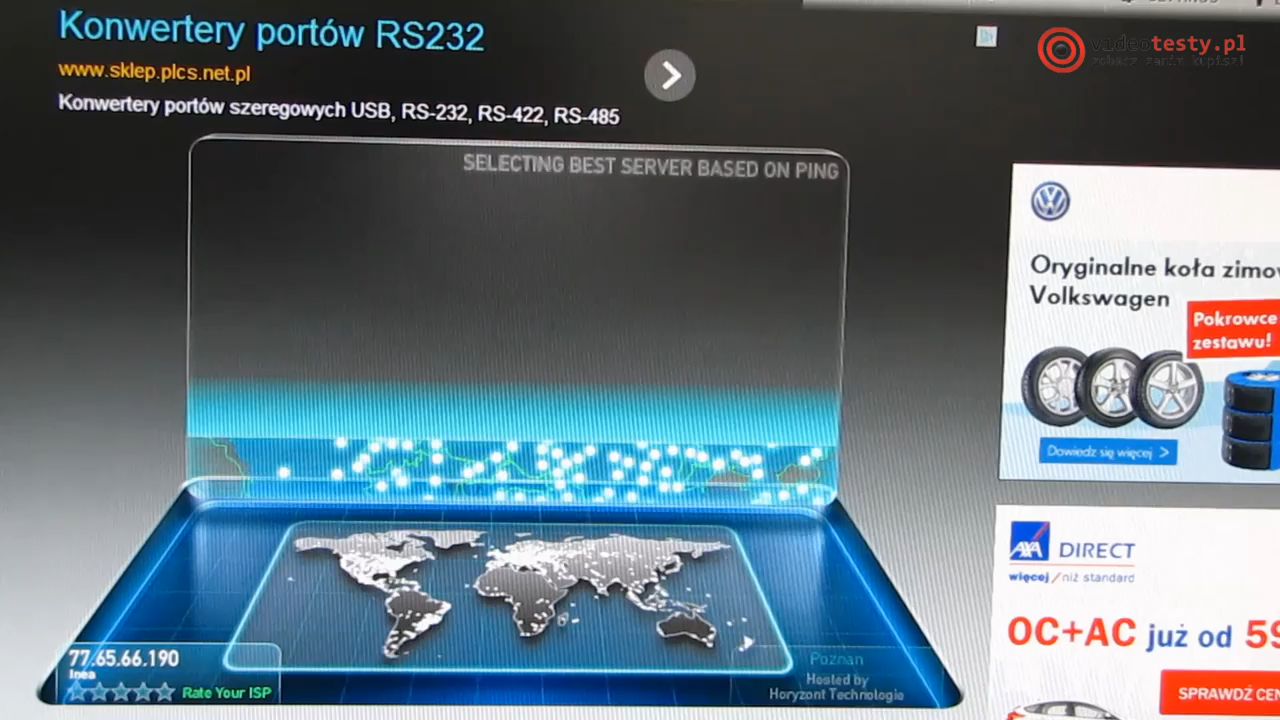 Konwertery portów RS232
www.sklep.plcs.net.pl
Konwertery portów szeregowych USB, RS-232, RS-422, RS-485
videotesty.pl
zobacz zanim kupisz!
SELECTING BEST SERVER BASED ON PING
Oryginalne koła
Volkswagen
Pokrowce
zestawu!
Dowiedz się więcej >
AXA DIRECT
więcej / niż standard
OC+AC już od
SPRAWDŹ
77.65.66.190
Inea
Rate Your ISP
Poznan
Hosted by
Horyzont Technologie